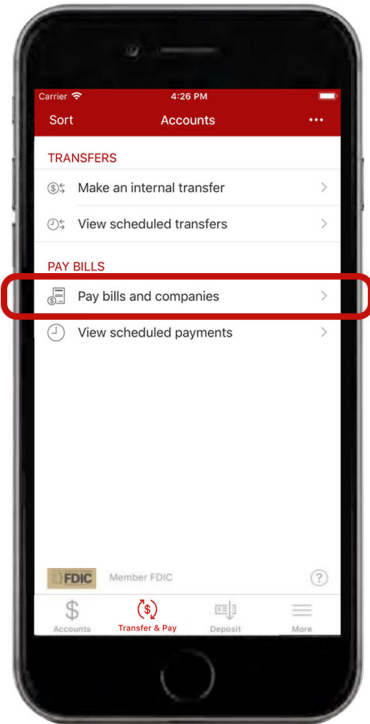 Carrier 4:26 PM
Sort Accounts ...
TRANSFERS
Make an internal transfer
View scheduled transfers
PAY BILLS
Pay bills and companies
View scheduled payments
FDIC Member FDIC ?
Accounts Transfer & Pay Deposit More